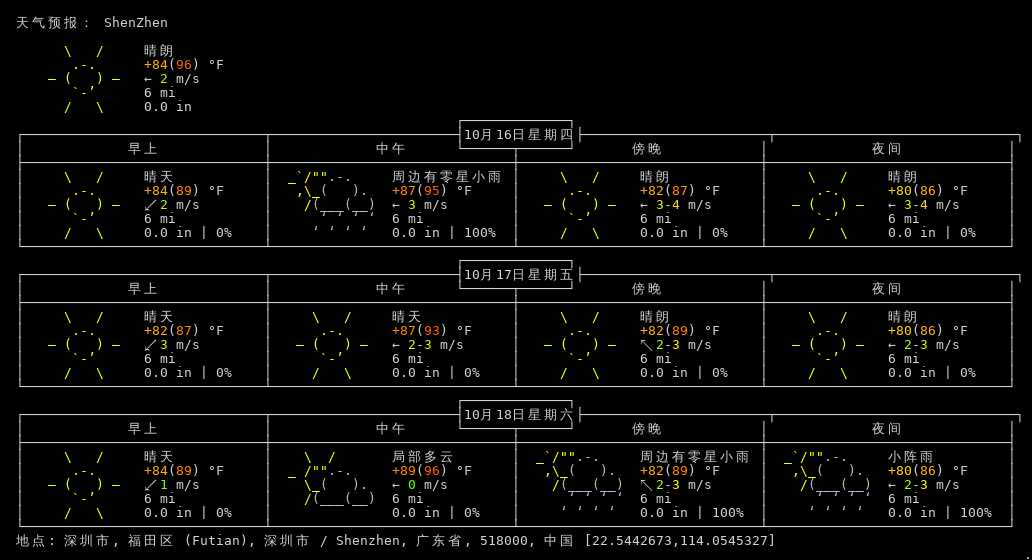 天气预报： ShenZhen
晴朗
+84(96) °F
← 2 m/s
6 mi
0.0 in
10月16日星期四
早上 中午 傍晚 夜间
晴天 周边有零星小雨 晴朗 晴朗
+84(89) °F +87(95) °F +82(87) °F +80(86) °F
↙ 2 m/s ← 3 m/s ← 3-4 m/s ← 3-4 m/s
6 mi 6 mi 6 mi 6 mi
0.0 in | 0% 0.0 in | 100% 0.0 in | 0% 0.0 in | 0%
10月17日星期五
早上 中午 傍晚 夜间
晴天 晴天 晴朗 晴朗
+82(87) °F +87(93) °F +82(89) °F +80(86) °F
↙ 3 m/s ← 2-3 m/s ↖ 2-3 m/s ← 2-3 m/s
6 mi 6 mi 6 mi 6 mi
0.0 in | 0% 0.0 in | 0% 0.0 in | 0% 0.0 in | 0%
10月18日星期六
早上 中午 傍晚 夜间
晴天 局部多云 周边有零星小雨 小阵雨
+84(89) °F +89(96) °F +82(89) °F +80(86) °F
↙ 1 m/s ← 0 m/s ↖ 2-3 m/s ← 2-3 m/s
6 mi 6 mi 6 mi 6 mi
0.0 in | 0% 0.0 in | 0% 0.0 in | 100% 0.0 in | 100%
地点: 深圳市, 福田区 (Futian), 深圳市 / Shenzhen, 广东省, 518000, 中国 [22.5442673,114.0545327]